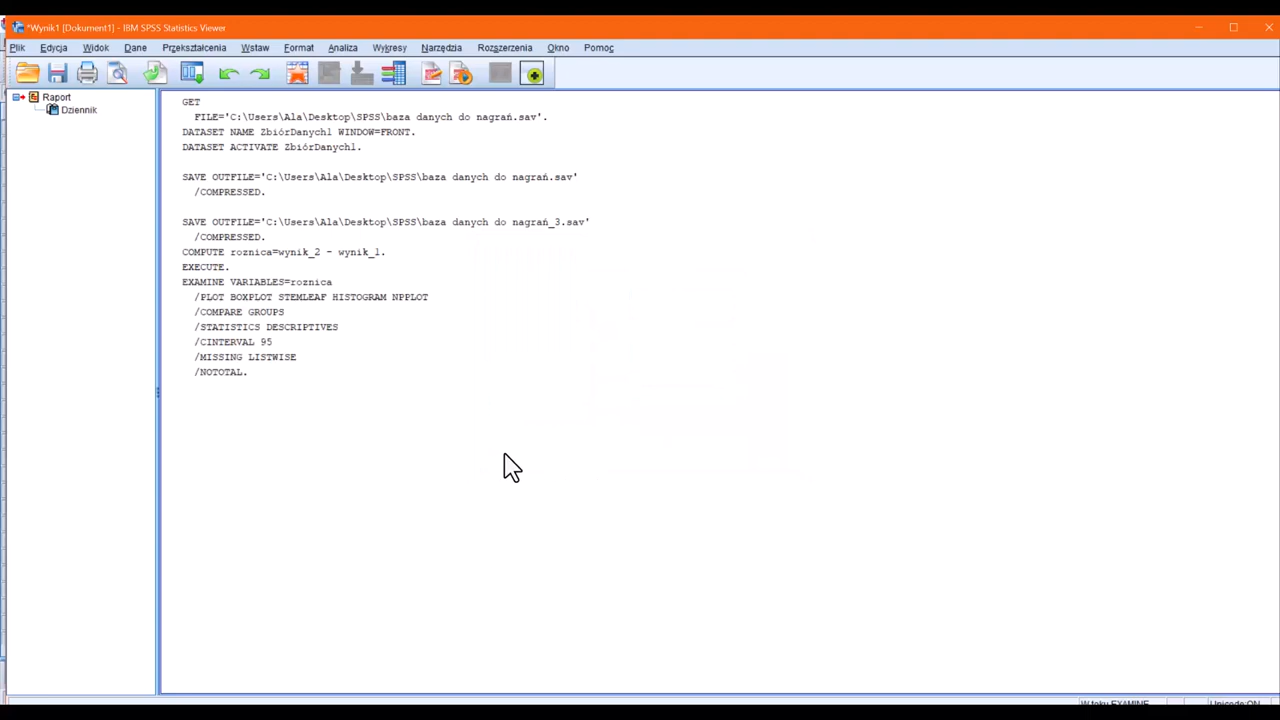 *Wynik1 [Dokument1] - IBM SPSS Statistics Viewer
Plik Edycja Widok Dane Przekształcenia Wstaw Format Analiza Wykresy Narzędzia Rozszerzenia Okno Pomoc
Raport
Dziennik
GET
FILE='C:\Users\Ala\Desktop\SPSS\baza danych do nagrań.sav'.
DATASET NAME ZbiórDanych1 WINDOW=FRONT.
DATASET ACTIVATE ZbiórDanych1.
SAVE OUTFILE='C:\Users\Ala\Desktop\SPSS\baza danych do nagrań.sav'
/COMPRESSED.
SAVE OUTFILE='C:\Users\Ala\Desktop\SPSS\baza danych do nagrań_3.sav'
/COMPRESSED.
COMPUTE roznica=wynik_2 - wynik_1.
EXECUTE.
EXAMINE VARIABLES=roznica
/PLOT BOXPLOT STEMLEAF HISTOGRAM NPPLOT
/COMPARE GROUPS
/STATISTICS DESCRIPTIVES
/CINTERVAL 95
/MISSING LISTWISE
/NOTOTAL.
W toku EXAMINE Unicode:ON